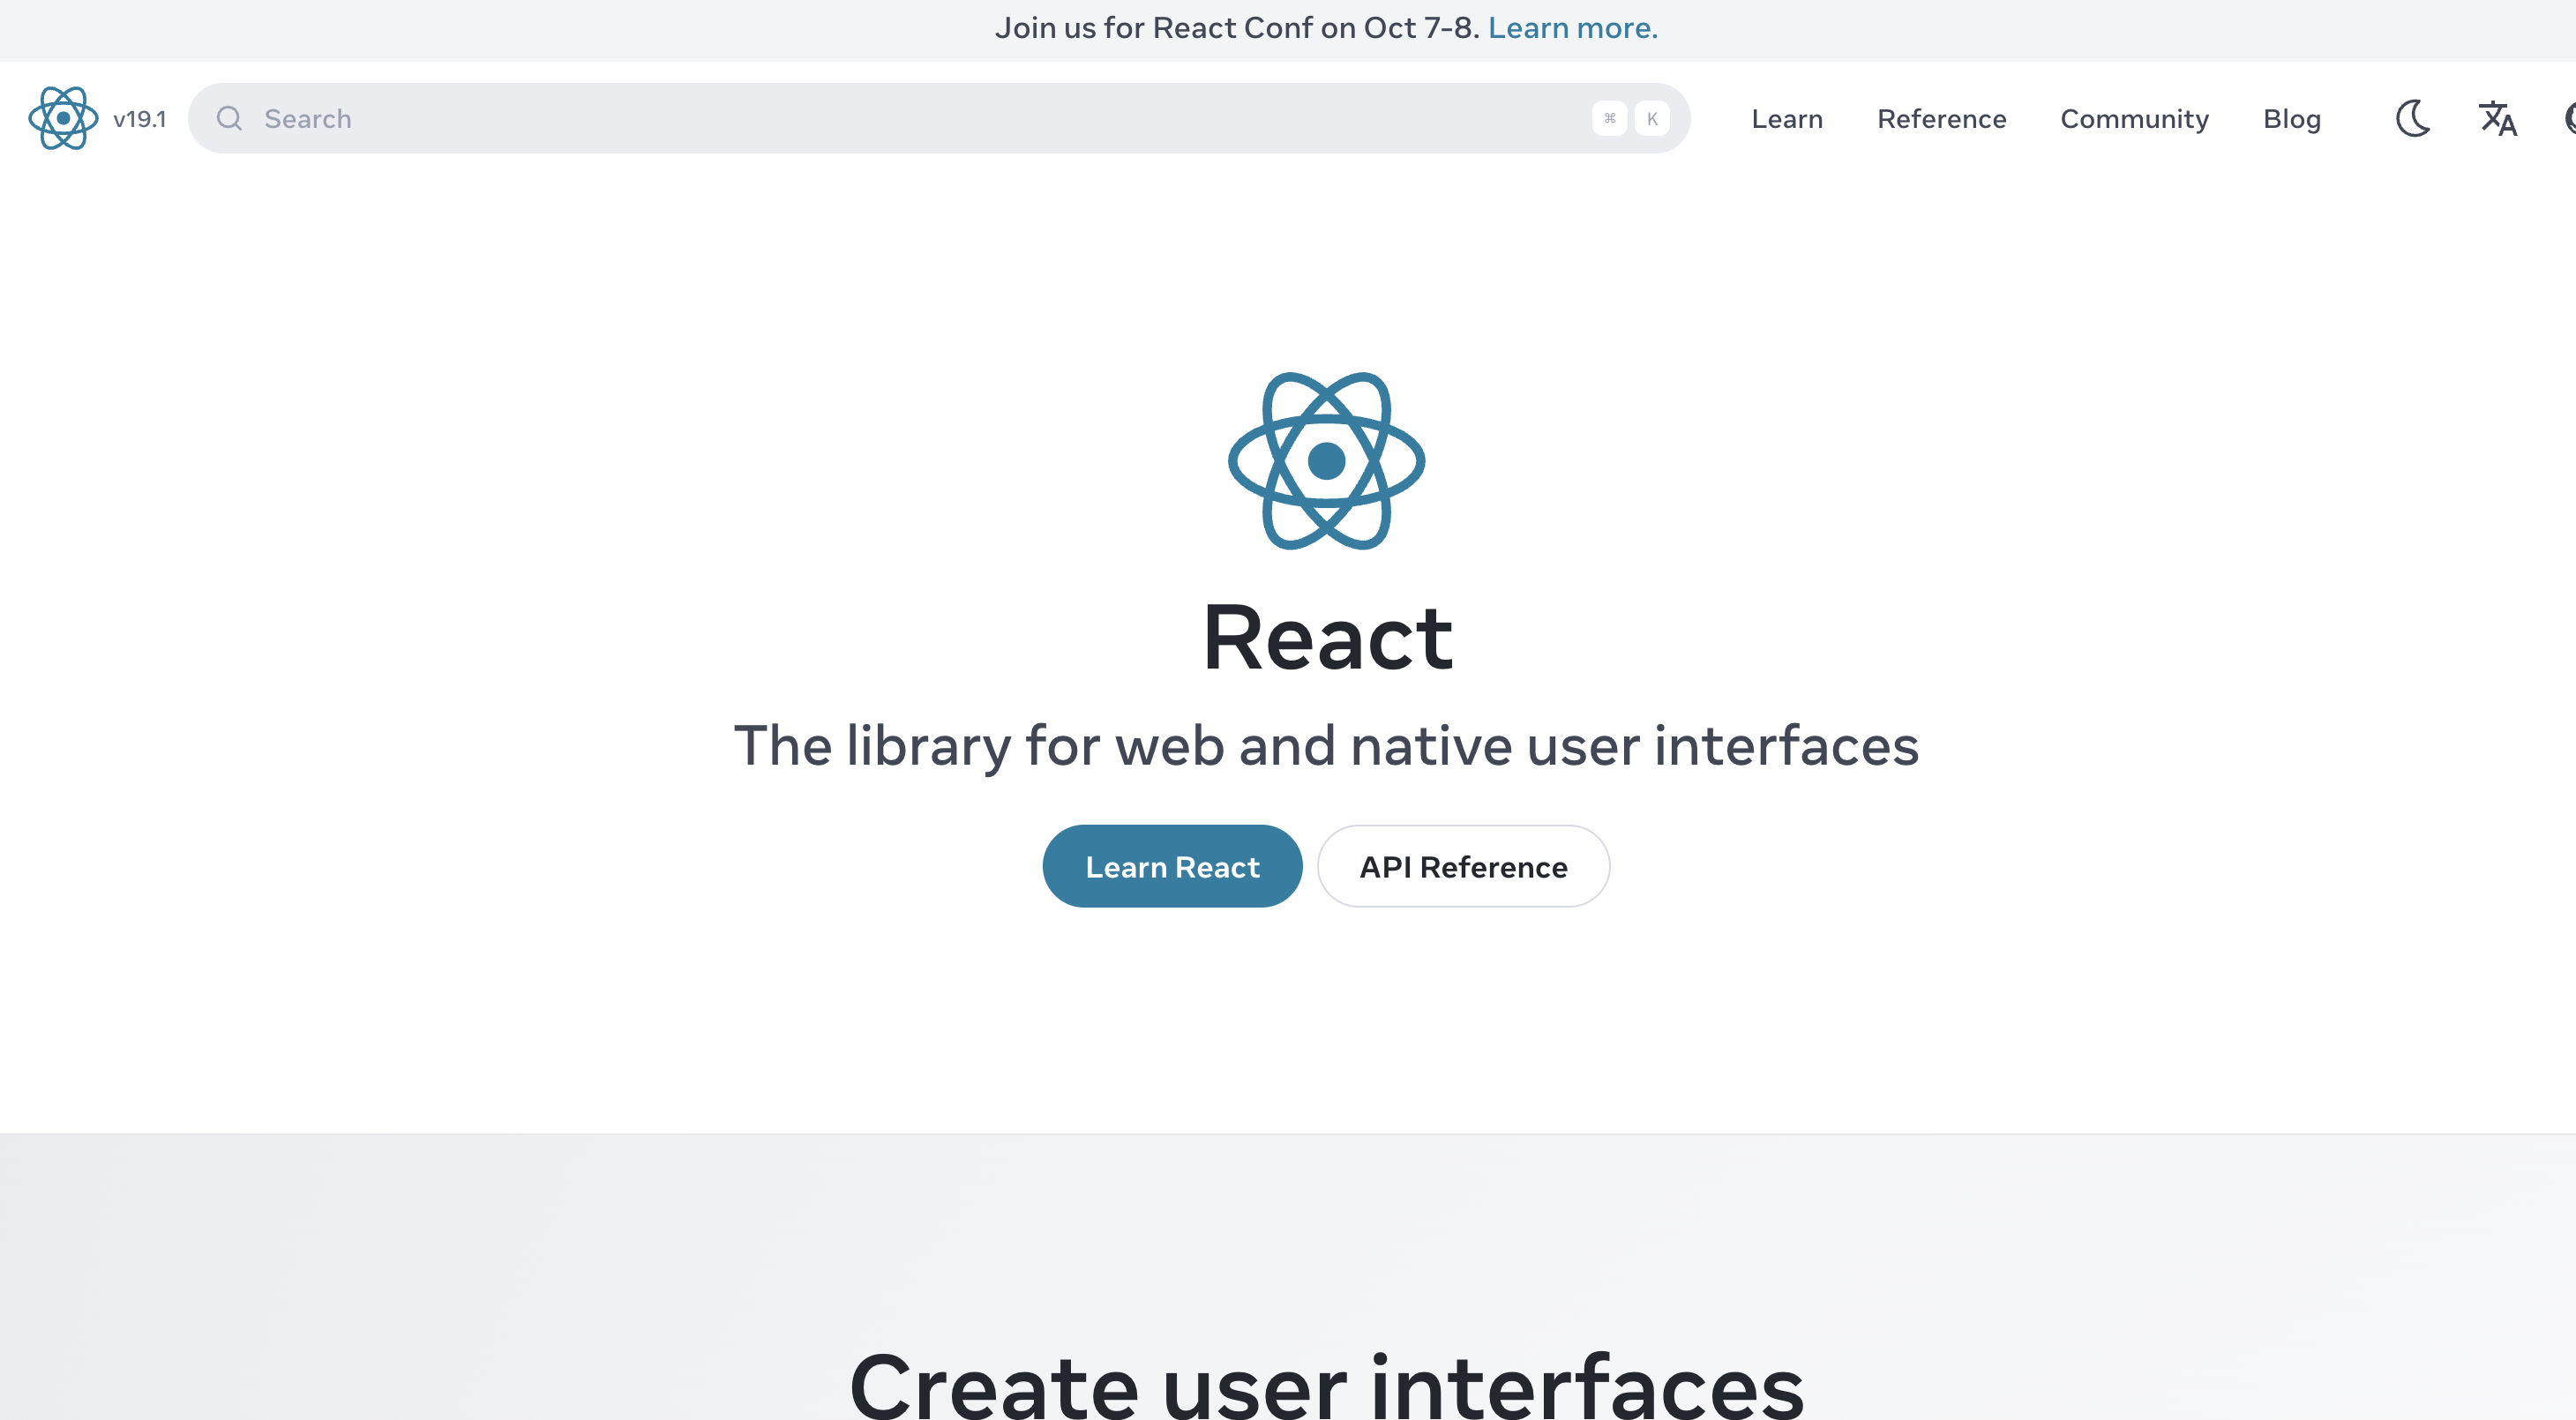 Join us for React Conf on Oct 7-8. Learn more.
v19.1 Search ⌘ K Learn Reference Community Blog
React
The library for web and native user interfaces
Learn React API Reference
Create user interfaces